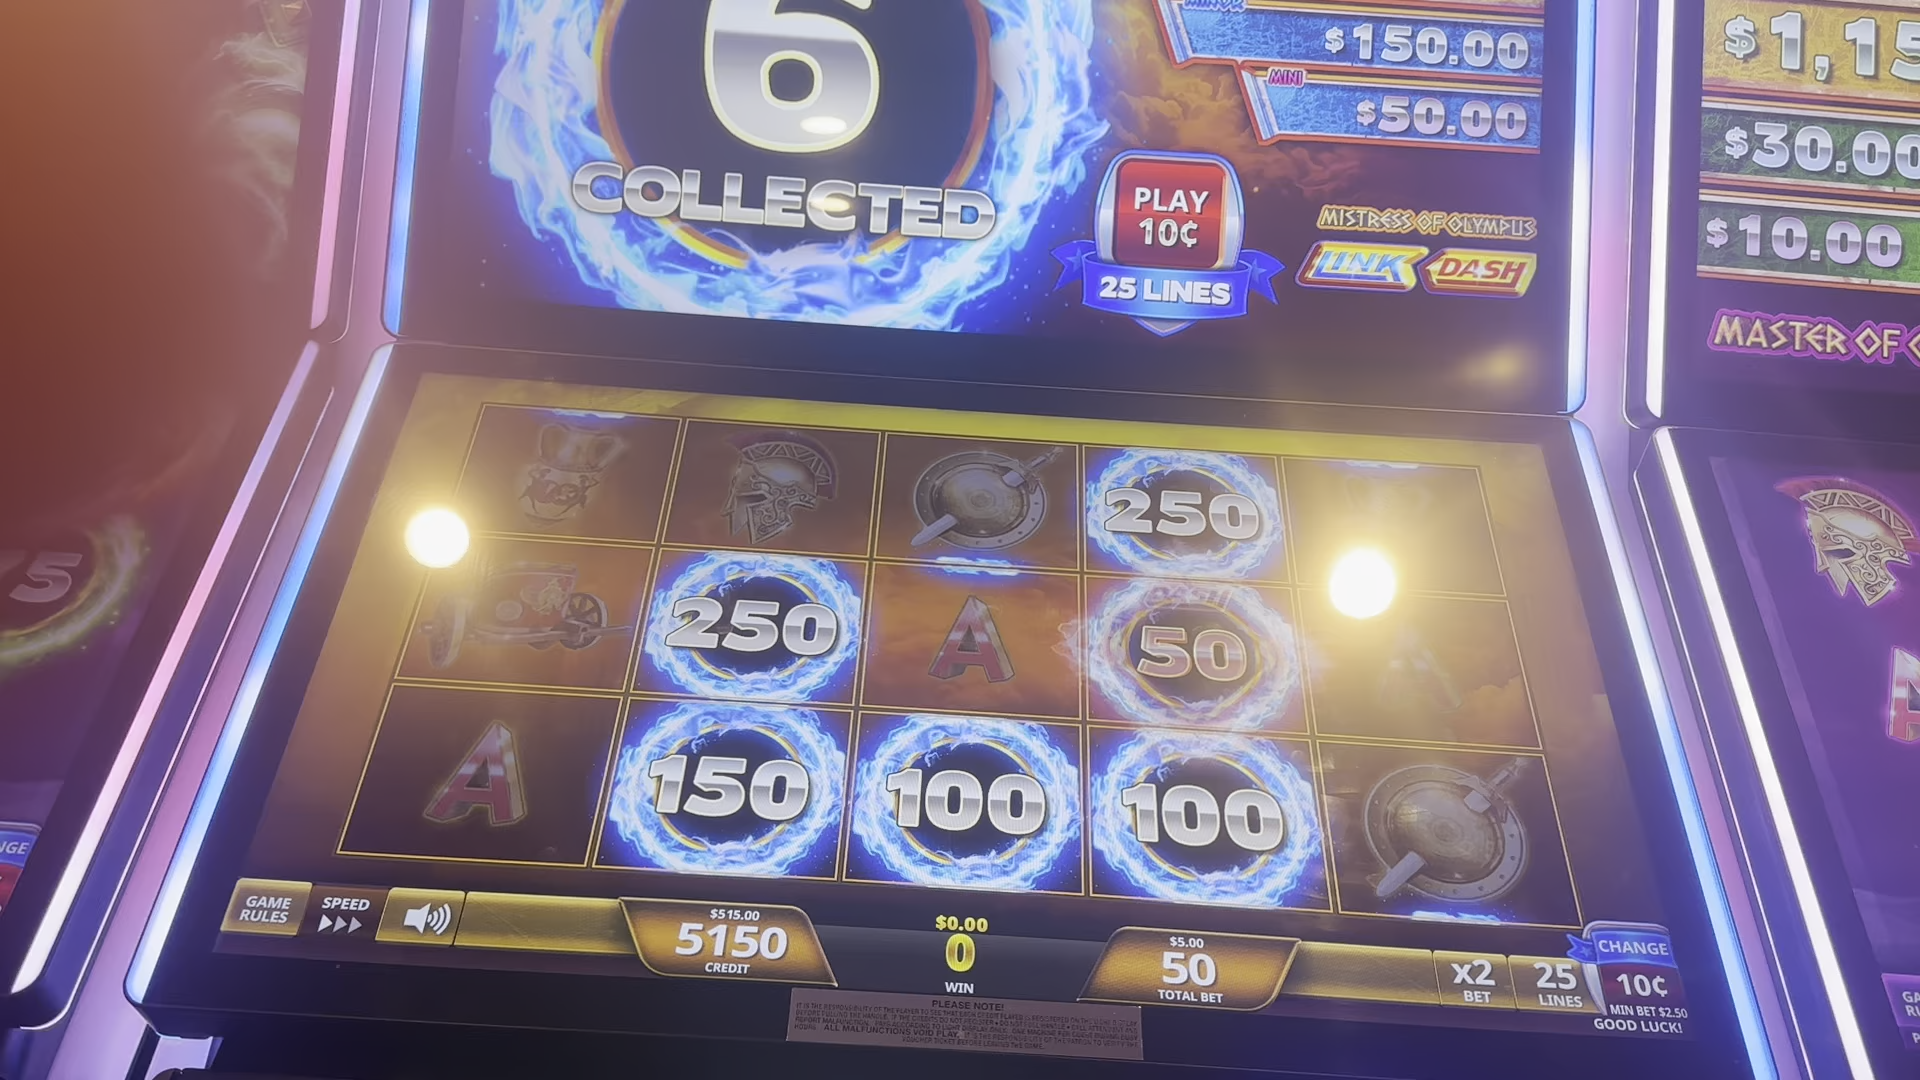 6
COLLECTED
MINOR
$150.00
MINI
$50.00
PLAY
10¢
25 LINES
MISTRESS OF OLYMPUS
LINK DASH
$1,15
$30.00
$10.00
MASTER OF
75
250
250
A
DASH
50
A
150
100
100
GAME
RULES
SPEED
$515.00
5150
CREDIT
$0.00
0
WIN
$5.00
50
TOTAL BET
X2
BET
25
LINES
CHANGE
10¢
MIN BET $2.50
GOOD LUCK!
PLEASE NOTE!
ALL MALFUNCTIONS VOID PLAY.